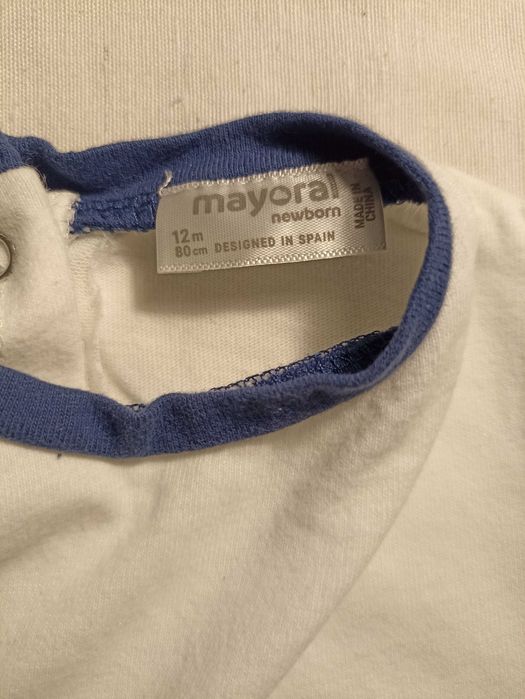 mayoral
newborn
12m
80cm DESIGNED IN SPAIN
MADE IN
CHINA